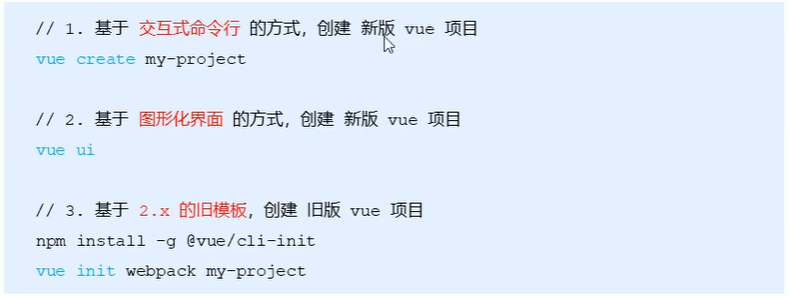 // 1. 基于 交互式命令行 的方式，创建 新版 vue 项目
vue create my-project
// 2. 基于 图形化界面 的方式，创建 新版 vue 项目
vue ui
// 3. 基于 2.x 的旧模板，创建 旧版 vue 项目
npm install -g @vue/cli-init
vue init webpack my-project